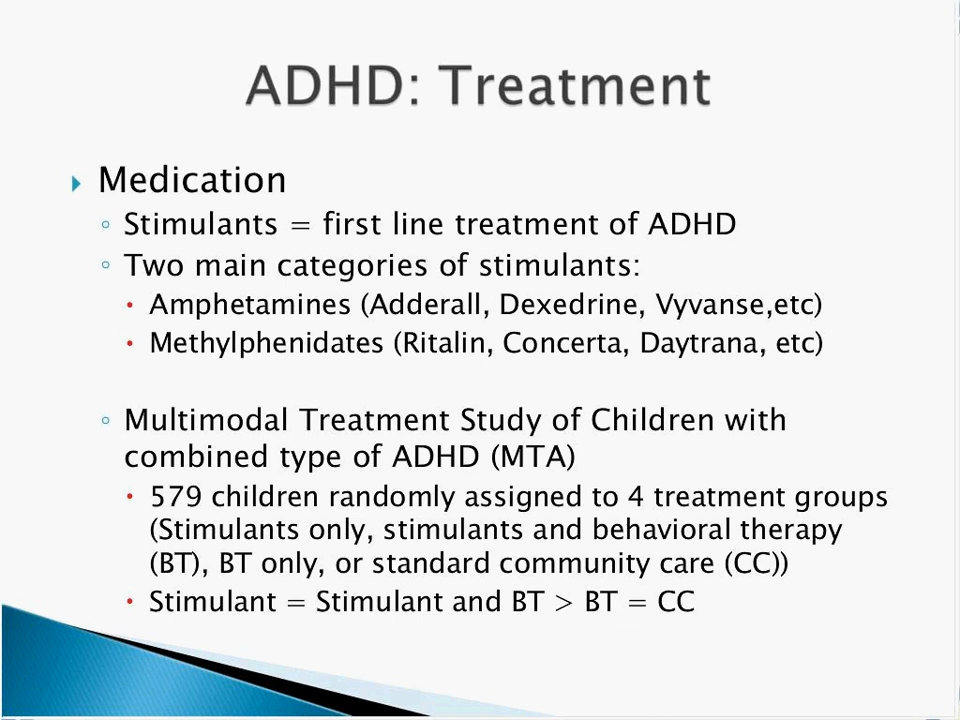 ADHD: Treatment
Medication
Stimulants = first line treatment of ADHD
Two main categories of stimulants:
Amphetamines (Adderall, Dexedrine, Vyvanse,etc)
Methylphenidates (Ritalin, Concerta, Daytrana, etc)
Multimodal Treatment Study of Children with
combined type of ADHD (MTA)
579 children randomly assigned to 4 treatment groups
(Stimulants only, stimulants and behavioral therapy
(BT), BT only, or standard community care (CC))
Stimulant = Stimulant and BT > BT = CC